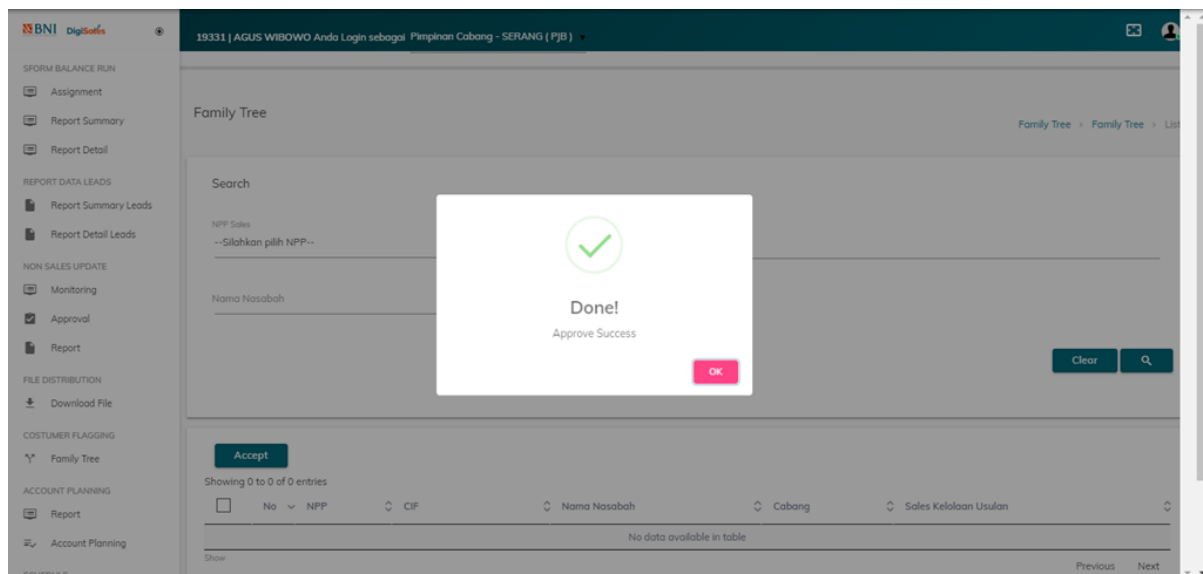 BNI DigiSales
19331 | AGUS WIBOWO Anda Login sebagai Pimpinan Cabang - SERANG ( PJB )
SFORM BALANCE RUN
Assignment
Report Summary
Report Detail
REPORT DATA LEADS
Report Summary Leads
Report Detail Leads
NON SALES UPDATE
Monitoring
Approval
Report
FILE DISTRIBUTION
Download File
COSTUMER FLAGGING
Family Tree
ACCOUNT PLANNING
Report
Account Planning
SCHEDULE
Family Tree
Family Tree > Family Tree > List
Search
NPP Sales
--Silahkan pilih NPP--
Nama Nasabah
Done!
Approve Success
OK
Clear
Accept
Showing 0 to 0 of 0 entries
No NPP CIF Nama Nasabah Cabang Sales Kelolaan Usulan
No data available in table
Show
Previous Next